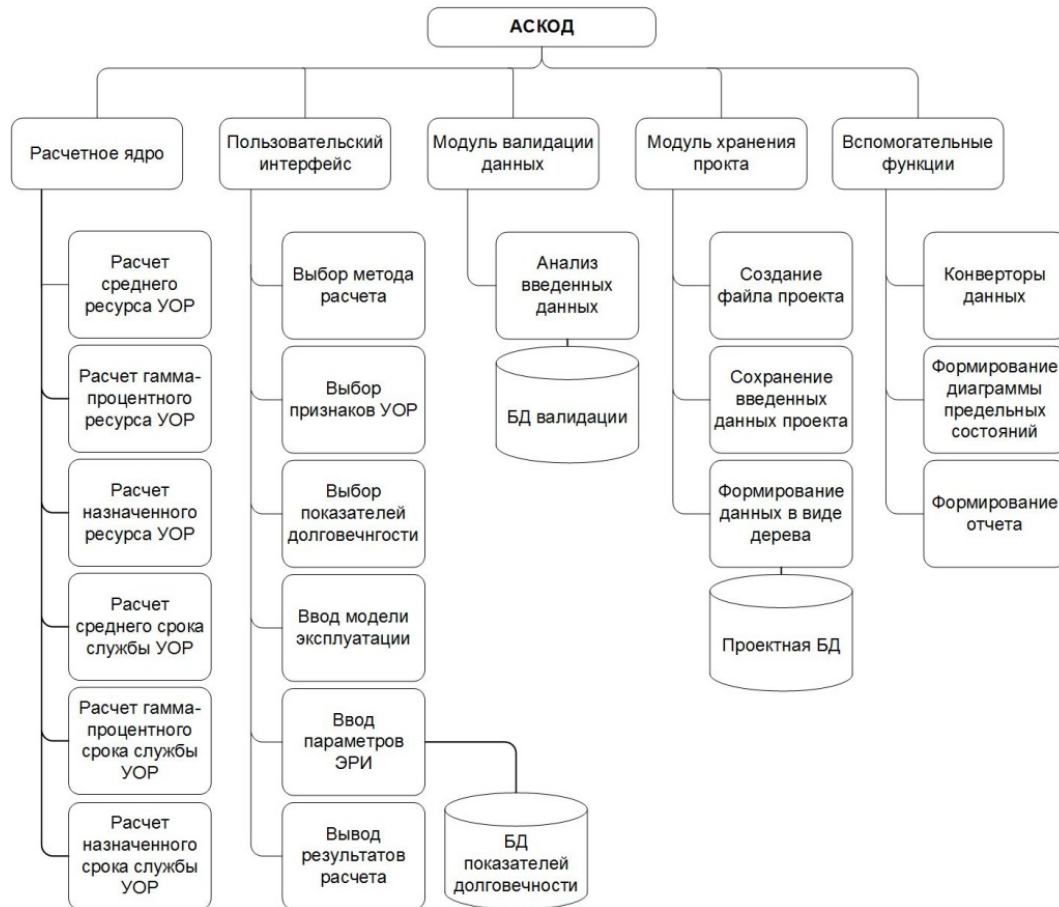 АСКОД
Расчетное ядро
Пользовательский
интерфейс
Модуль валидации
данных
Модуль хранения
прокта
Вспомогательные
функции
Расчет
среднего
ресурса УОР
Расчет гамма-
процентного
ресурса УОР
Расчет
назначенного
ресурса УОР
Расчет
среднего срока
службы УОР
Расчет гамма-
процентного
срока службы
УОР
Расчет
назначенного
срока службы
УОР
Выбор метода
расчета
Выбор
признаков УОР
Выбор
показателей
долговечнгости
Ввод модели
эксплуатации
Ввод
параметров
ЭРИ
Вывод
результатов
расчета
БД
показателей
долговечности
Анализ
введенных
данных
БД валидации
Создание
файла проекта
Сохранение
введенных
данных проекта
Формирование
данных в виде
дерева
Проектная БД
Конверторы
данных
Формирование
диаграммы
предельных
состояний
Формирование
отчета